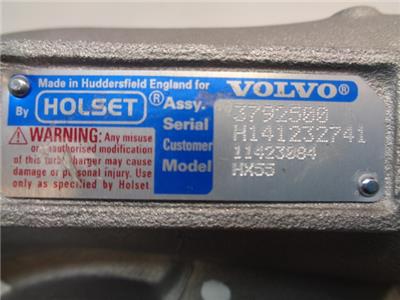 Made in Huddersfield England for VOLVO®
By HOLSET® Assy. 3792500
Serial H141232741
Customer 11423084
Model HX55
⚠WARNING: Any misuse
or unauthorised modification
of this turbocharger may cause
damage or personal injury. Use
only as specified by Holset.